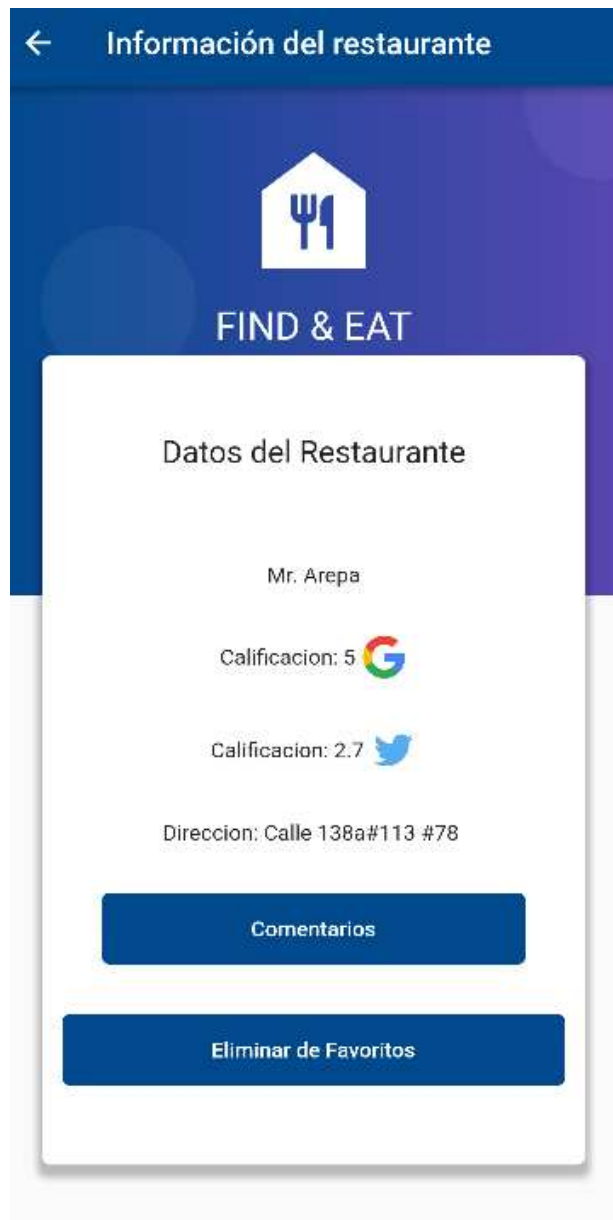 Información del restaurante
FIND & EAT
Datos del Restaurante
Mr. Arepa
Calificacion: 5
Calificacion: 2.7
Direccion: Calle 138a#113 #78
Comentarios
Eliminar de Favoritos